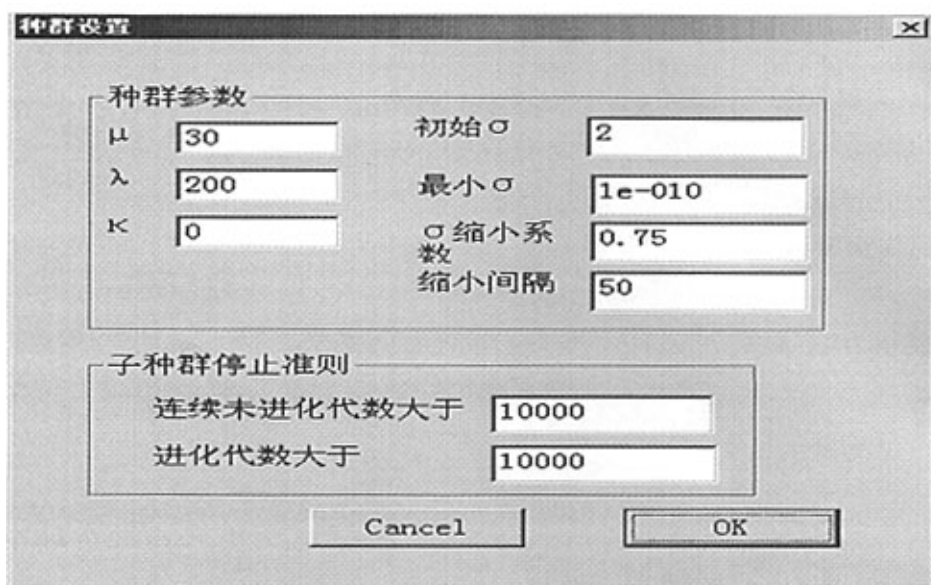 种群设置
种群参数
μ 30
λ 200
κ 0
初始σ 2
最小σ 1e-010
σ缩小系
数 0.75
缩小间隔 50
子种群停止准则
连续未进化代数大于 10000
进化代数大于 10000
Cancel OK